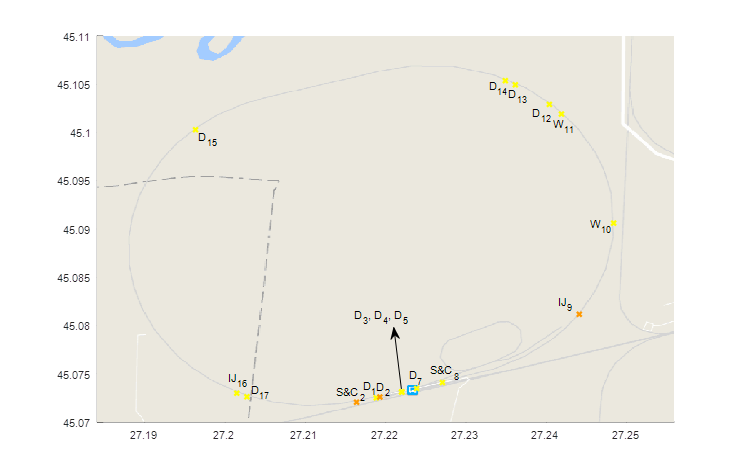 45.11
45.105
D14 D13
D12
W11
45.1
D15
45.095
W10
45.09
45.085
IJ9
D3, D4, D5
45.08
45.075
IJ16
D17
S&C2
D1 D2
D7
S&C8
45.07
27.19 27.2 27.21 27.22 27.23 27.24 27.25